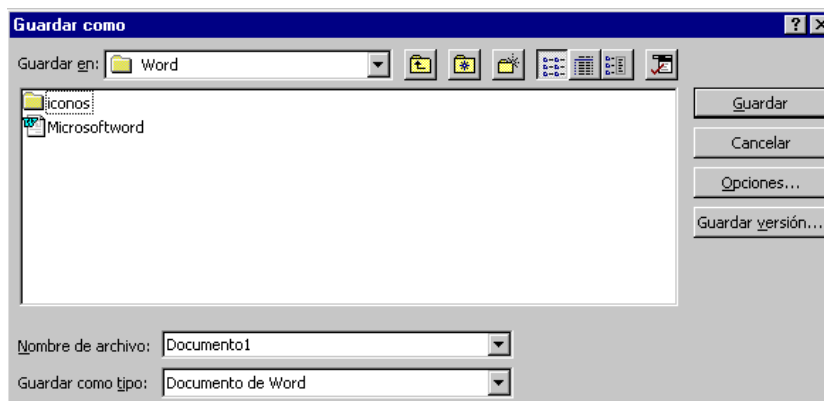 Guardar como
Guardar en: Word
iconos
Microsoftword
Guardar
Cancelar
Opciones...
Guardar versión...
Nombre de archivo: Documento1
Guardar como tipo: Documento de Word